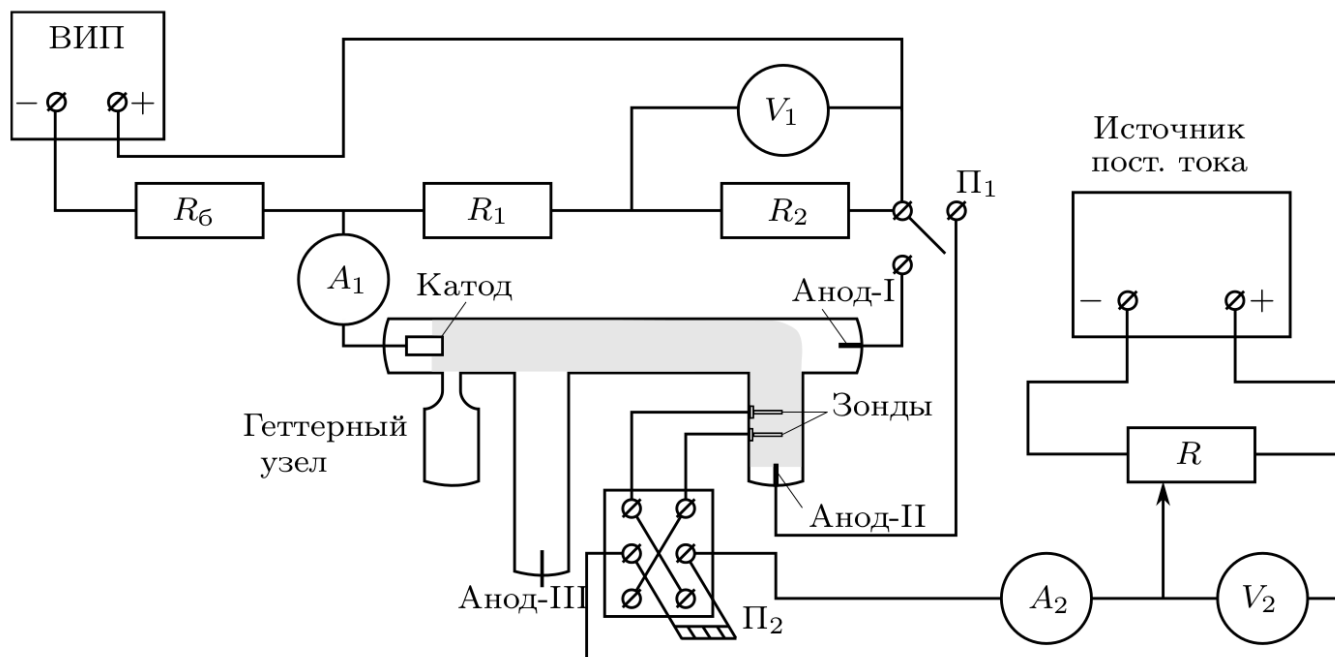 ВИП
− +
V₁
Источник
пост. тока
П₁
R_б
R₁
R₂
A₁
Катод
Анод-I
− +
Геттерный
узел
Зонды
R
Анод-II
Анод-III
П₂
A₂
V₂